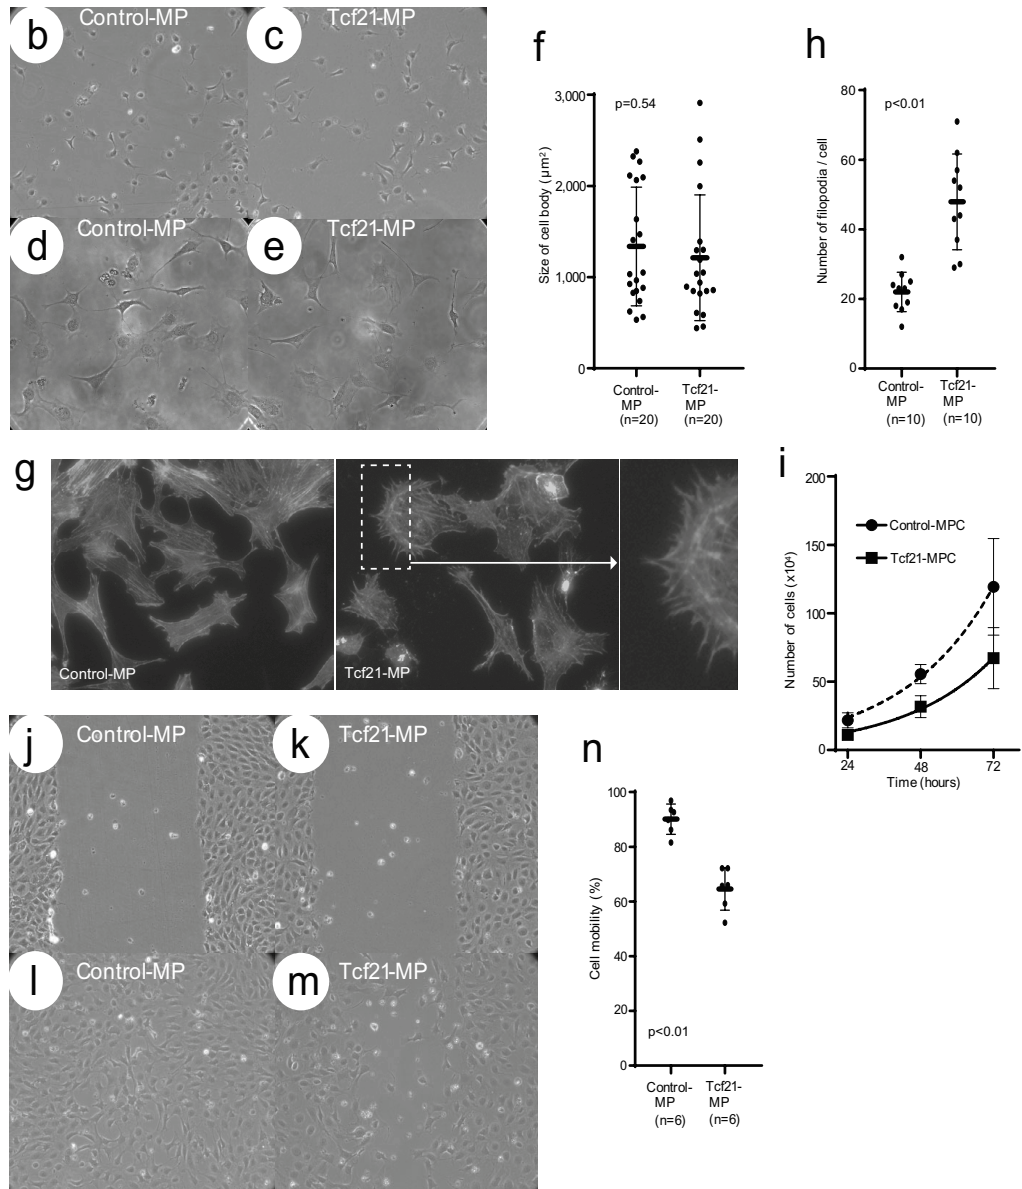 b
Control-MP
c
Tcf21-MP
d
Control-MP
e
Tcf21-MP
f
3,000
2,000
1,000
0
Size of cell body (μm²)
p=0.54
Control-
MP
(n=20)
Tcf21-
MP
(n=20)
h
80
60
40
20
0
Number of filopodia / cell
p<0.01
Control-
MP
(n=10)
Tcf21-
MP
(n=10)
g
Control-MP
Tcf21-MP
i
200
150
100
50
0
Number of cells (x10⁴)
Control-MPC
Tcf21-MPC
24
48
72
Time (hours)
j
Control-MP
k
Tcf21-MP
l
Control-MP
m
Tcf21-MP
n
100
80
60
40
20
0
Cell mobility (%)
p<0.01
Control-
MP
(n=6)
Tcf21-
MP
(n=6)